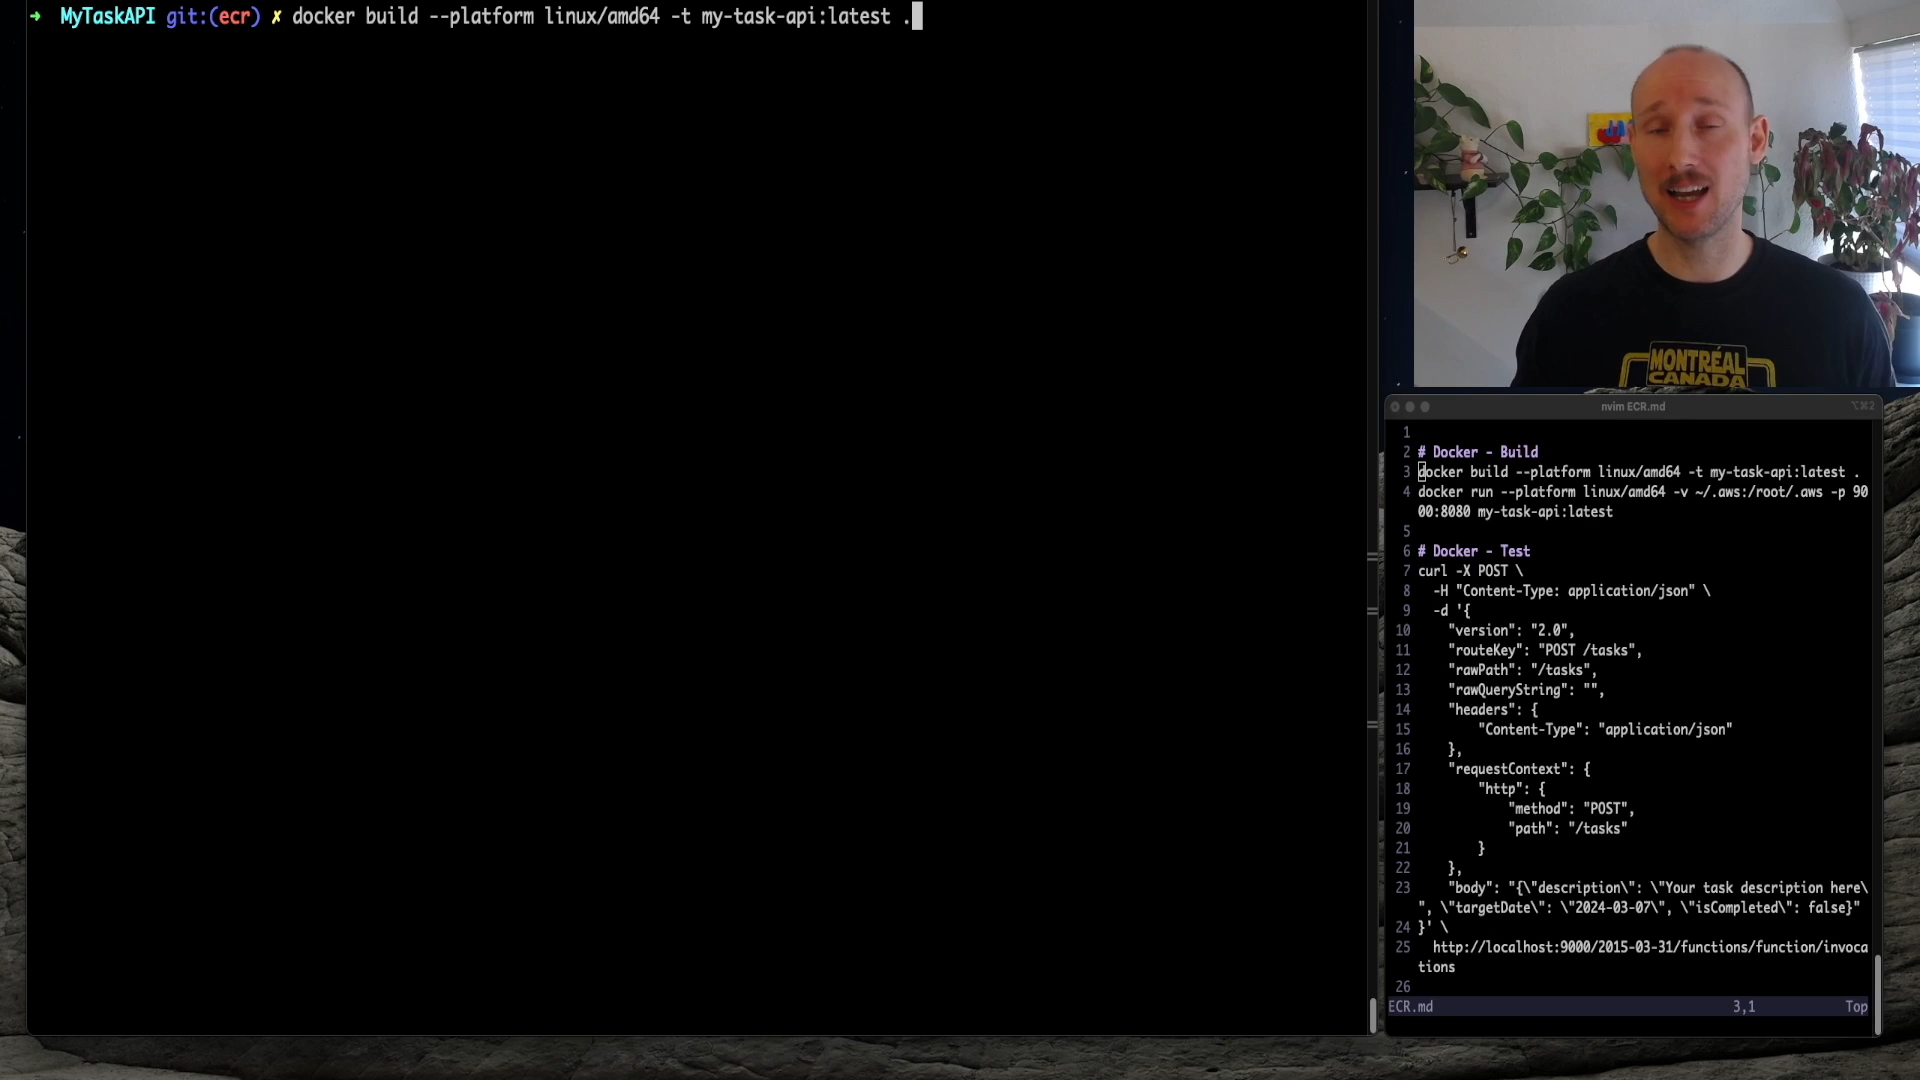 ➜  MyTaskAPI git:(ecr) ✗ docker build --platform linux/amd64 -t my-task-api:latest .
MONTRÉAL
CANADA
nvim ECR.md
⌥⌘2
1
2 # Docker - Build
3 docker build --platform linux/amd64 -t my-task-api:latest .
4 docker run --platform linux/amd64 -v ~/.aws:/root/.aws -p 90
00:8080 my-task-api:latest
5
6 # Docker - Test
7 curl -X POST \
8   -H "Content-Type: application/json" \
9   -d '{
10     "version": "2.0",
11     "routeKey": "POST /tasks",
12     "rawPath": "/tasks",
13     "rawQueryString": "",
14     "headers": {
15         "Content-Type": "application/json"
16     },
17     "requestContext": {
18         "http": {
19             "method": "POST",
20             "path": "/tasks"
21         }
22     },
23     "body": "{\"description\": \"Your task description here\
", \"targetDate\": \"2024-03-07\", \"isCompleted\": false}"
24 }' \
25   http://localhost:9000/2015-03-31/functions/function/invoca
tions
26
ECR.md 3,1 Top